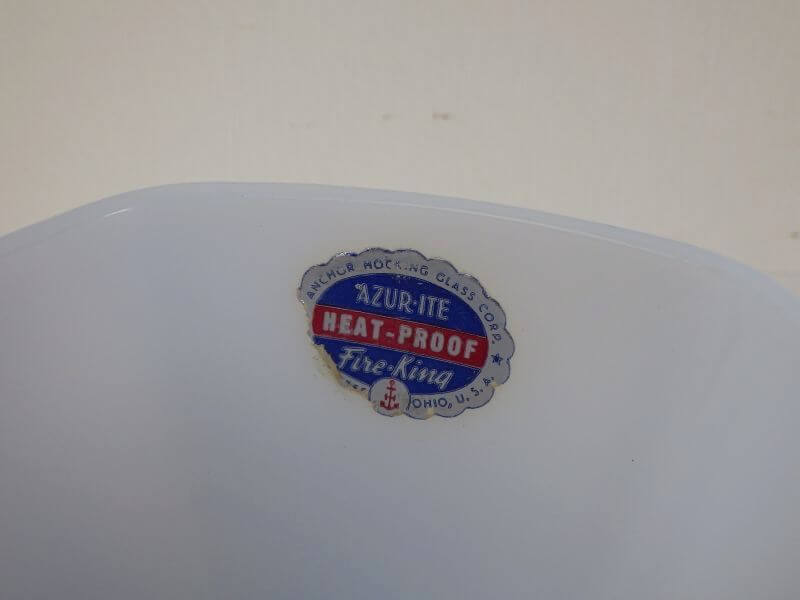 ANCHOR HOCKING GLASS CORP.
"AZUR-ITE
HEAT-PROOF
Fire-King
OHIO, U.S.A.